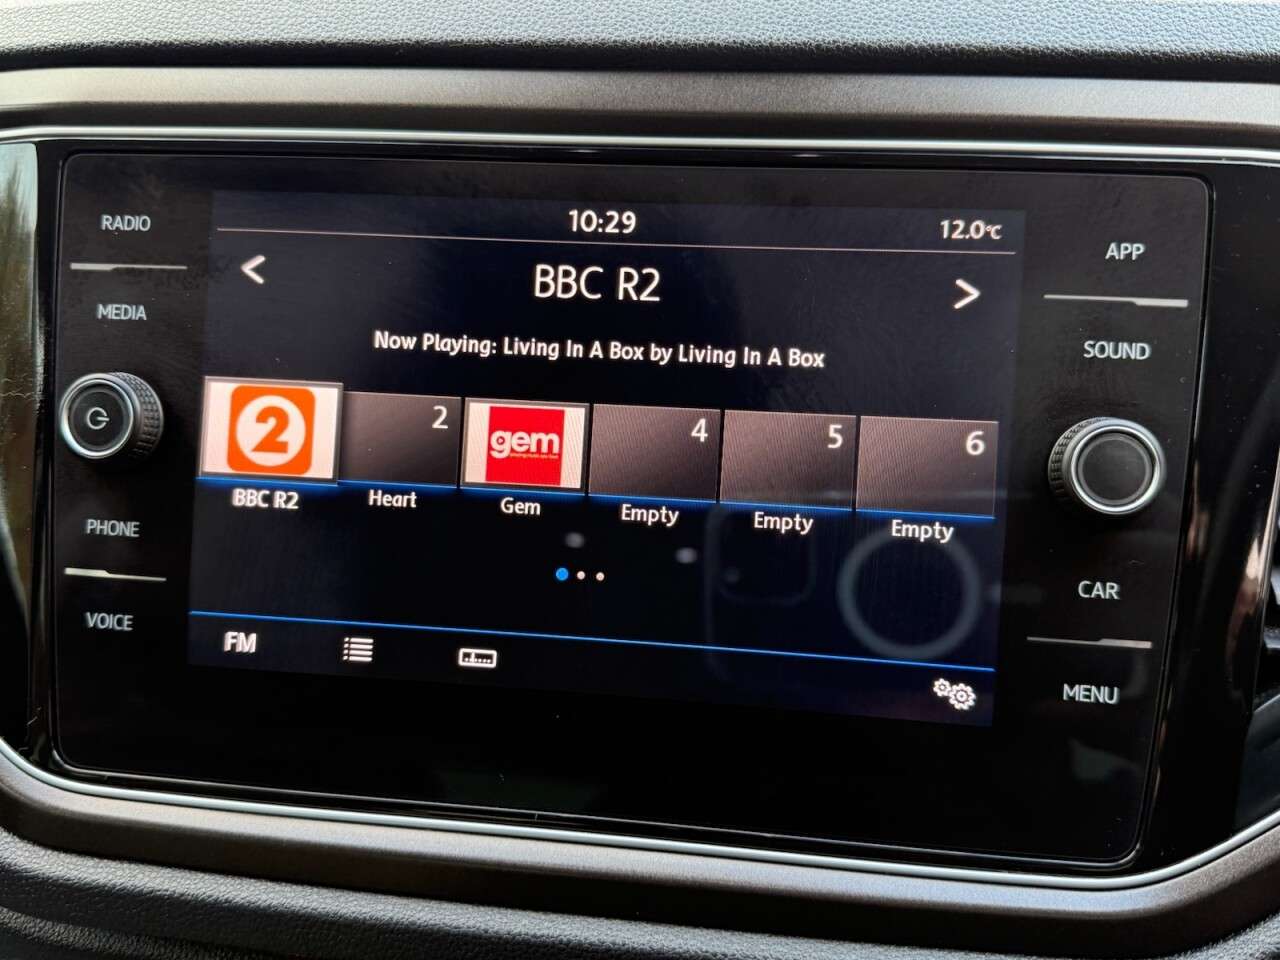 RADIO
MEDIA
PHONE
VOICE
10:29
12.0°C
BBC R2
Now Playing: Living In A Box by Living In A Box
2
2
gem
4
5
6
BBC R2
Heart
Gem
Empty
Empty
Empty
FM
APP
SOUND
CAR
MENU